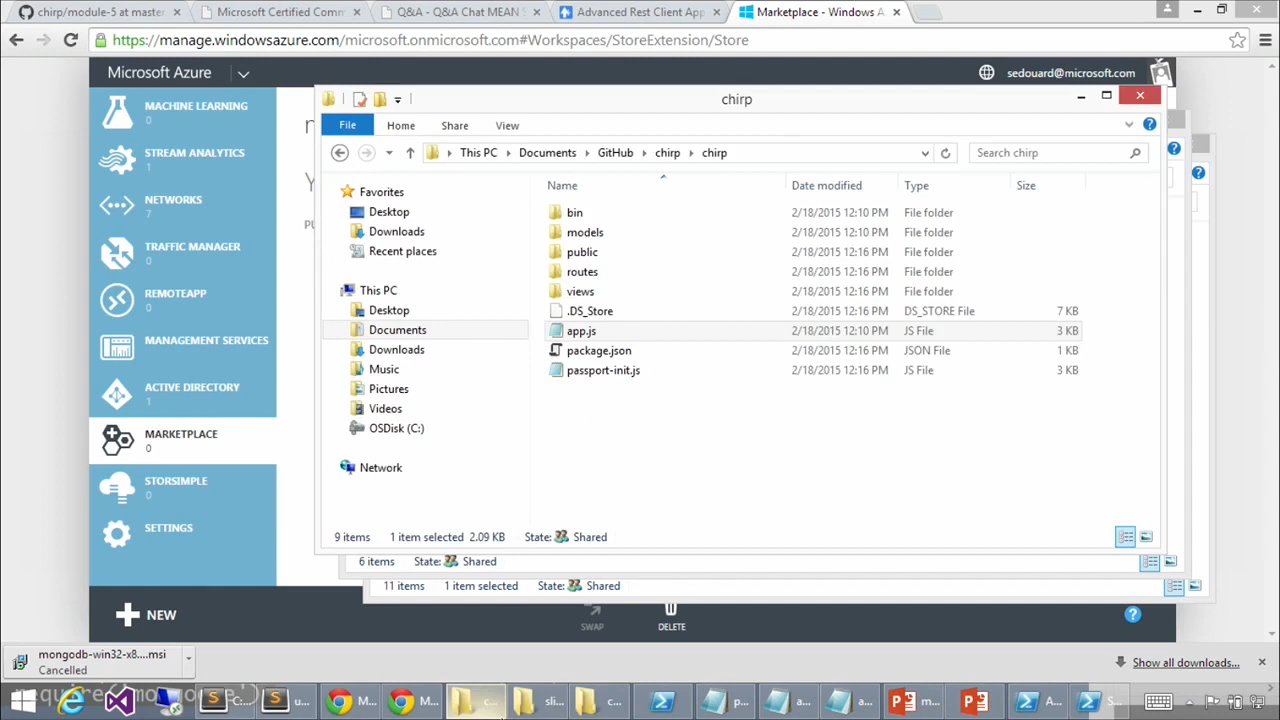 chirp/module-5 at master
Microsoft Certified Comm
Q&A - Q&A Chat MEAN S
Advanced Rest Client App
Marketplace - Windows A
https://manage.windowsazure.com/microsoft.onmicrosoft.com#Workspaces/StoreExtension/Store
Microsoft Azure
sedouard@microsoft.com
MACHINE LEARNING
0
STREAM ANALYTICS
1
NETWORKS
7
TRAFFIC MANAGER
0
REMOTEAPP
0
MANAGEMENT SERVICES
ACTIVE DIRECTORY
1
MARKETPLACE
0
STORSIMPLE
0
SETTINGS
chirp
File Home Share View
This PC Documents GitHub chirp chirp
Search chirp
Favorites
Desktop
Downloads
Recent places
This PC
Desktop
Documents
Downloads
Music
Pictures
Videos
OSDisk (C:)
Network
Name Date modified Type Size
bin 2/18/2015 12:10 PM File folder
models 2/18/2015 12:10 PM File folder
public 2/18/2015 12:16 PM File folder
routes 2/18/2015 12:16 PM File folder
views 2/18/2015 12:16 PM File folder
.DS_Store 2/18/2015 12:16 PM DS_STORE File 7 KB
app.js 2/18/2015 12:10 PM JS File 3 KB
package.json 2/18/2015 12:16 PM JSON File 1 KB
passport-init.js 2/18/2015 12:16 PM JS File 3 KB
9 items 1 item selected 2.09 KB State: Shared
6 items State: Shared
11 items 1 item selected State: Shared
NEW
SWAP
DELETE
mongodb-win32-x8....msi
Cancelled
Show all downloads...
require('mongoose')
C... u... M... M... c... sli... c... p... a... a... m... A... S...